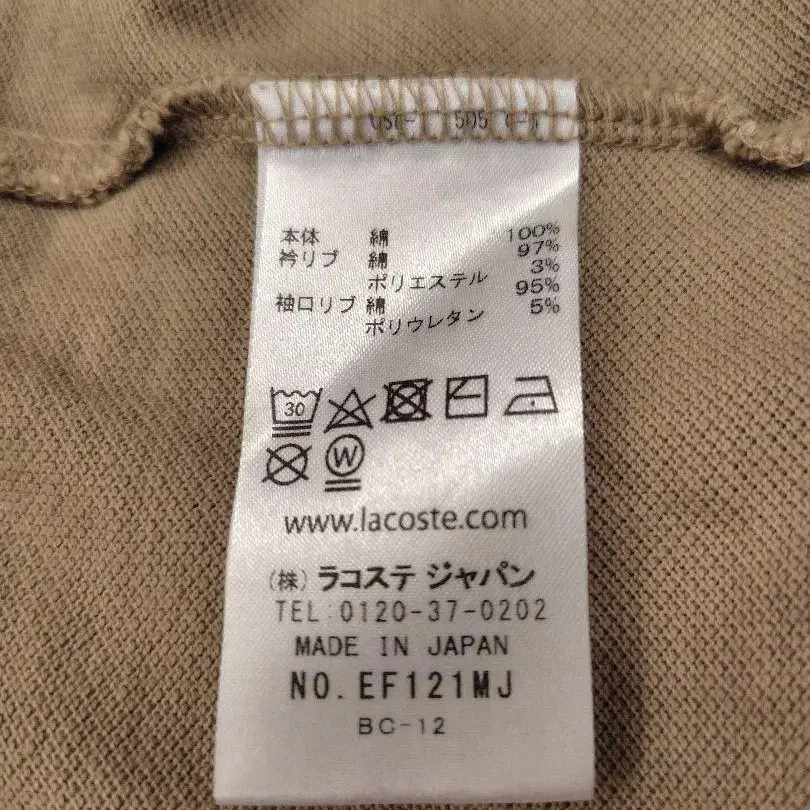 本体 綿 100%
衿リブ 綿 97%
ポリエステル 3%
袖口リブ 綿 95%
ポリウレタン 5%
30
W
www.lacoste.com
(株) ラコステ ジャパン
TEL:0120-37-0202
MADE IN JAPAN
NO.EF121MJ
BC-12